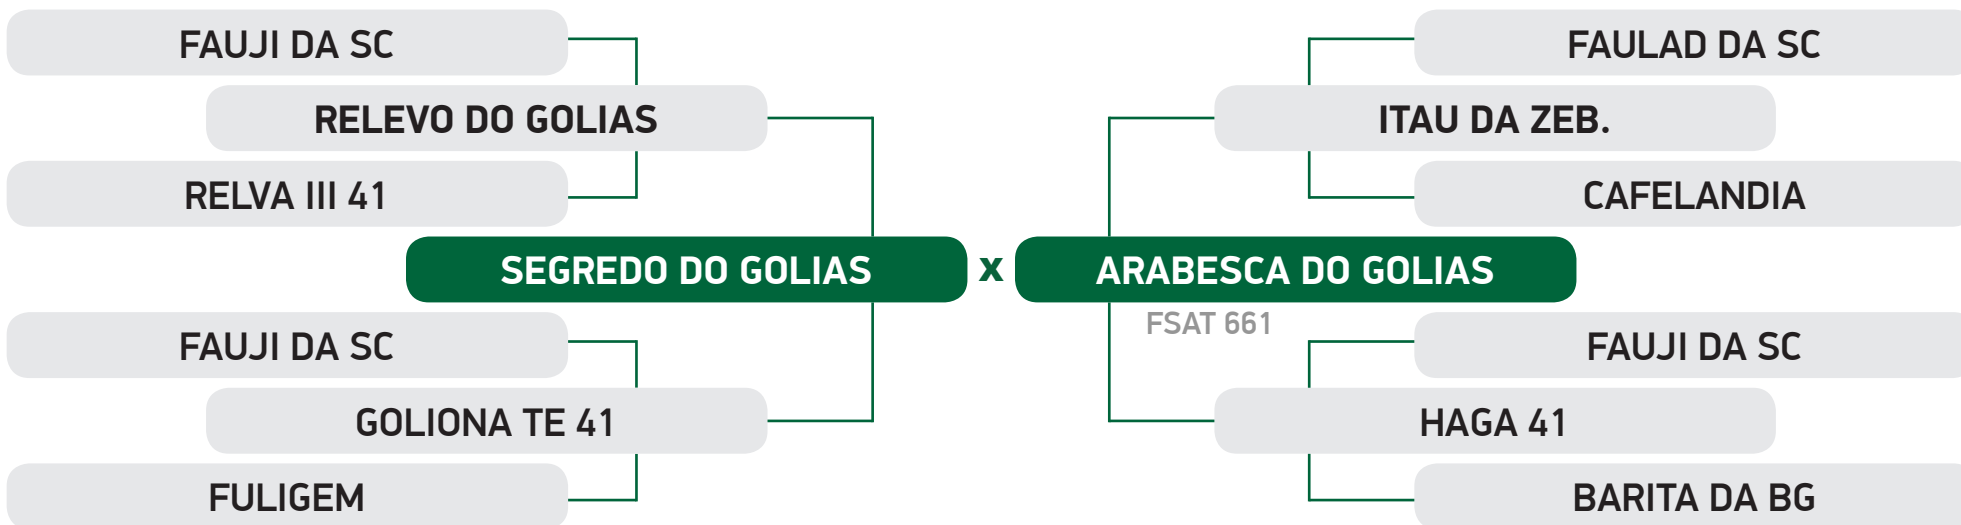 FAUJI DA SC
FAULAD DA SC
RELEVO DO GOLIAS
ITAU DA ZEB.
RELVA III 41
CAFELANDIA
SEGREDO DO GOLIAS x ARABESCA DO GOLIAS
FSAT 661
FAUJI DA SC
FAUJI DA SC
GOLIONA TE 41
HAGA 41
FULIGEM
BARITA DA BG